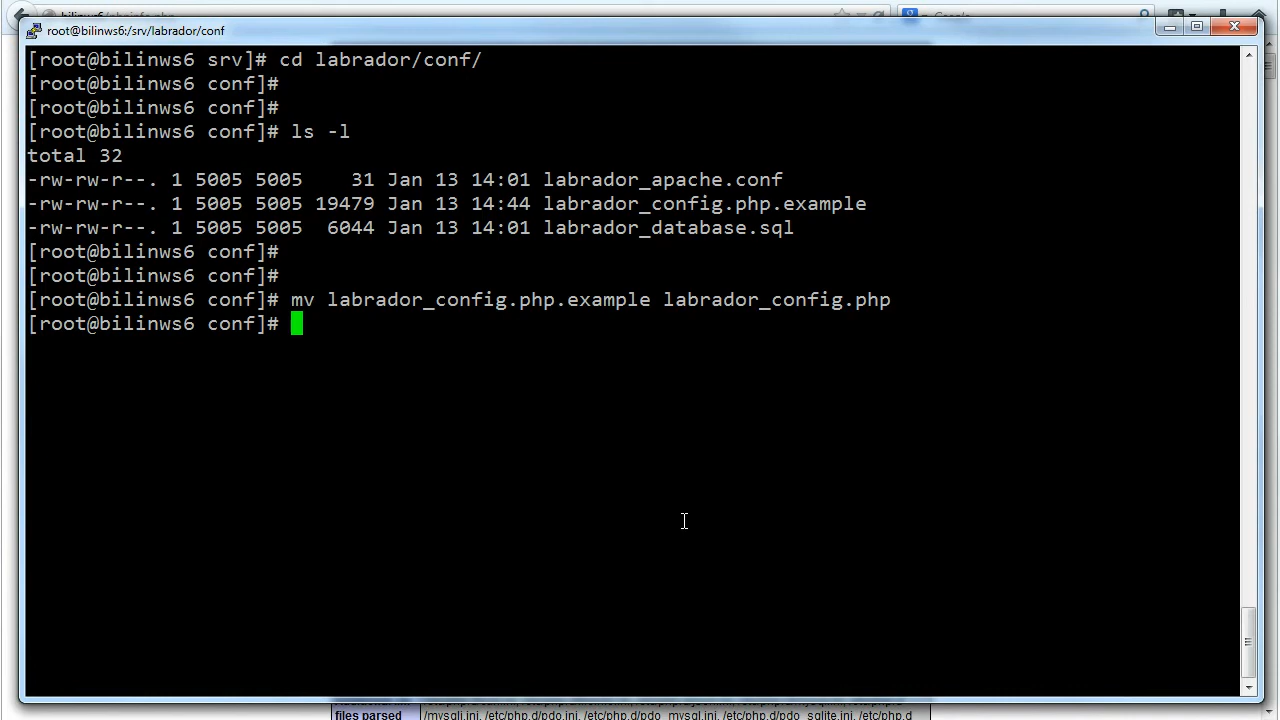 bilinws6/phpinfo.php
Google
root@bilinws6:/srv/labrador/conf
[root@bilinws6 srv]# cd labrador/conf/
[root@bilinws6 conf]#
[root@bilinws6 conf]#
[root@bilinws6 conf]# ls -l
total 32
-rw-rw-r--. 1 5005 5005    31 Jan 13 14:01 labrador_apache.conf
-rw-rw-r--. 1 5005 5005 19479 Jan 13 14:44 labrador_config.php.example
-rw-rw-r--. 1 5005 5005  6044 Jan 13 14:01 labrador_database.sql
[root@bilinws6 conf]#
[root@bilinws6 conf]#
[root@bilinws6 conf]# mv labrador_config.php.example labrador_config.php
[root@bilinws6 conf]#
files parsed
/mysqli.ini, /etc/php.d/pdo.ini, /etc/php.d/pdo_mysql.ini, /etc/php.d/pdo_sqlite.ini, /etc/php.d